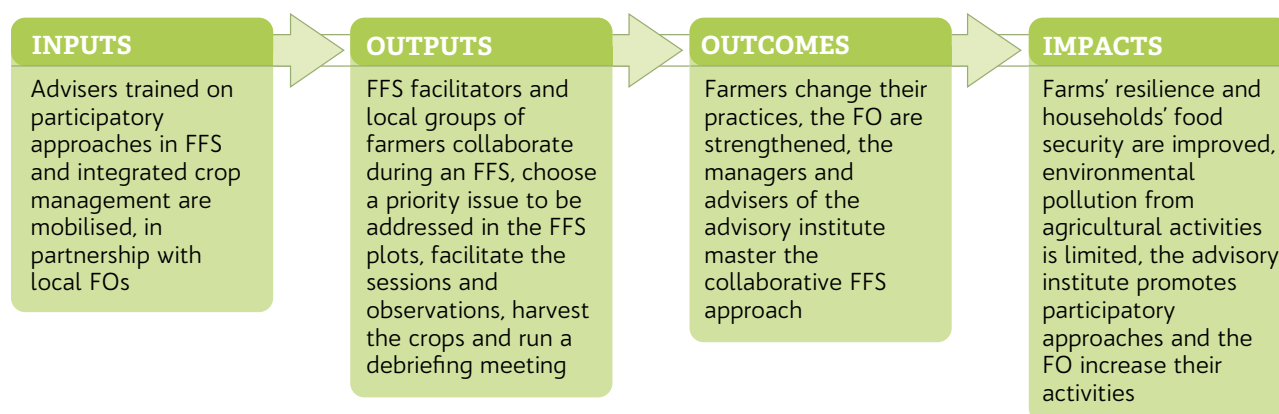 INPUTS
Advisers trained on
participatory
approaches in FFS
and integrated crop
management are
mobilised, in
partnership with
local FOs
OUTPUTS
FFS facilitators and
local groups of
farmers collaborate
during an FFS, choose
a priority issue to be
addressed in the FFS
plots, facilitate the
sessions and
observations, harvest
the crops and run a
debriefing meeting
OUTCOMES
Farmers change their
practices, the FO are
strengthened, the
managers and
advisers of the
advisory institute
master the
collaborative FFS
approach
IMPACTS
Farms’ resilience and
households’ food
security are improved,
environmental
pollution from
agricultural activities
is limited, the advisory
institute promotes
participatory
approaches and the
FO increase their
activities